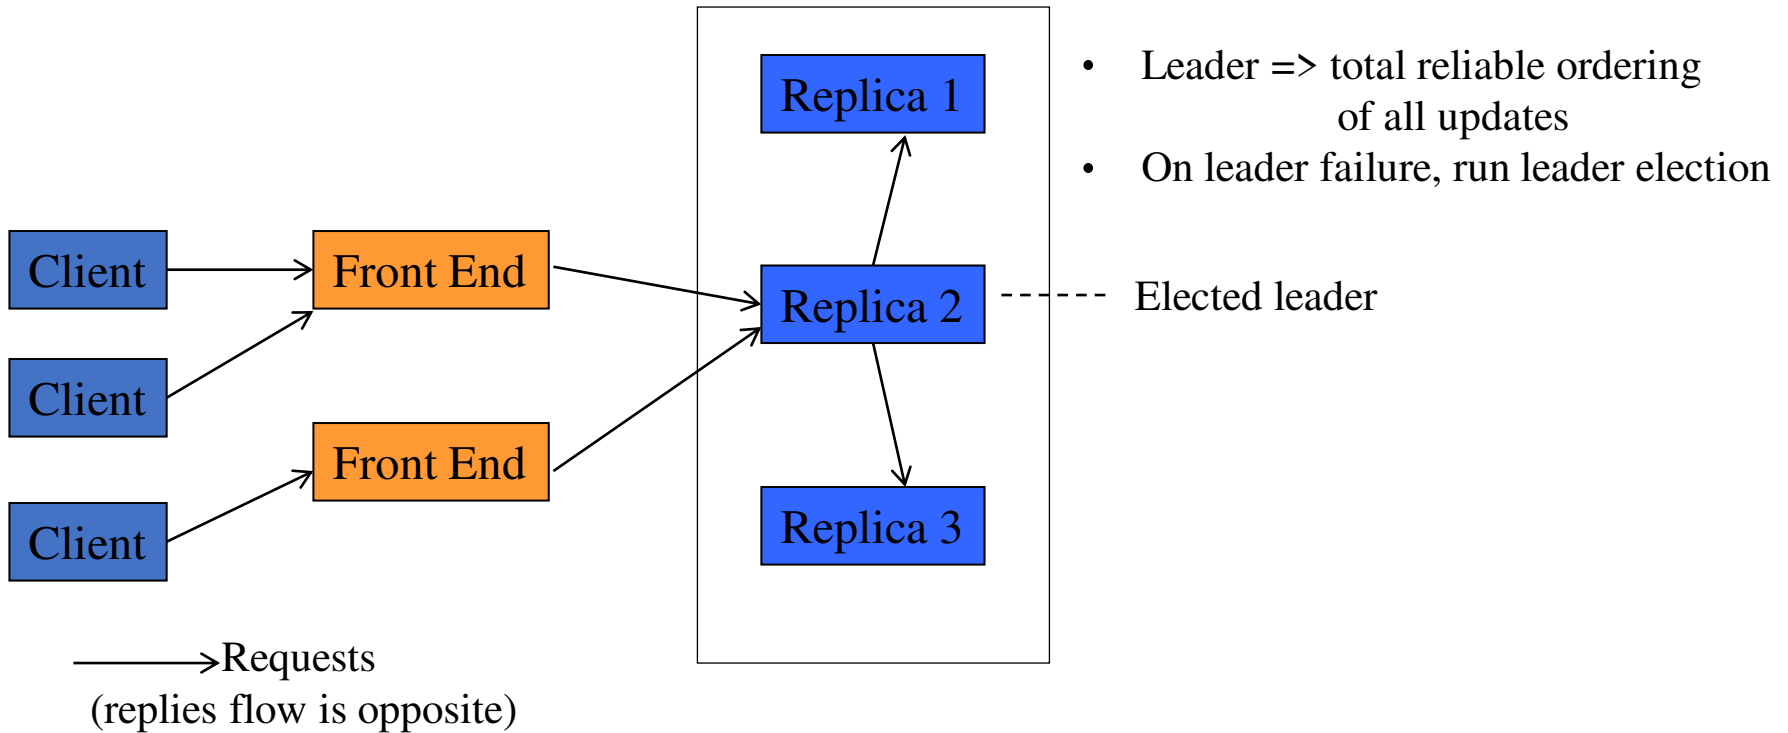 Replica 1
• Leader => total reliable ordering
of all updates
• On leader failure, run leader election
Client
Front End
Replica 2
Elected leader
Client
Front End
Client
Replica 3
Requests
(replies flow is opposite)